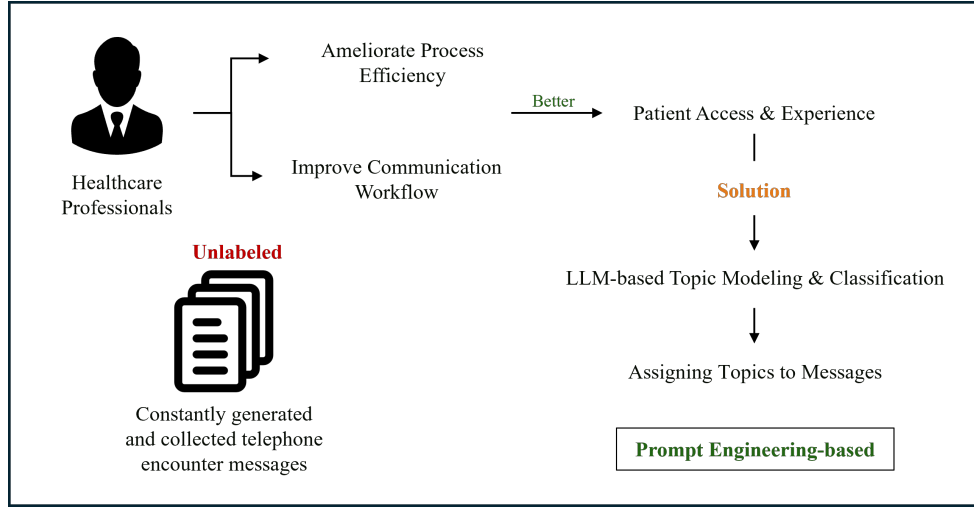 Ameliorate Process
Efficiency
Better
Patient Access & Experience
Improve Communication
Workflow
Healthcare
Professionals
Solution
Unlabeled
LLM-based Topic Modeling & Classification
Assigning Topics to Messages
Constantly generated
and collected telephone
encounter messages
Prompt Engineering-based